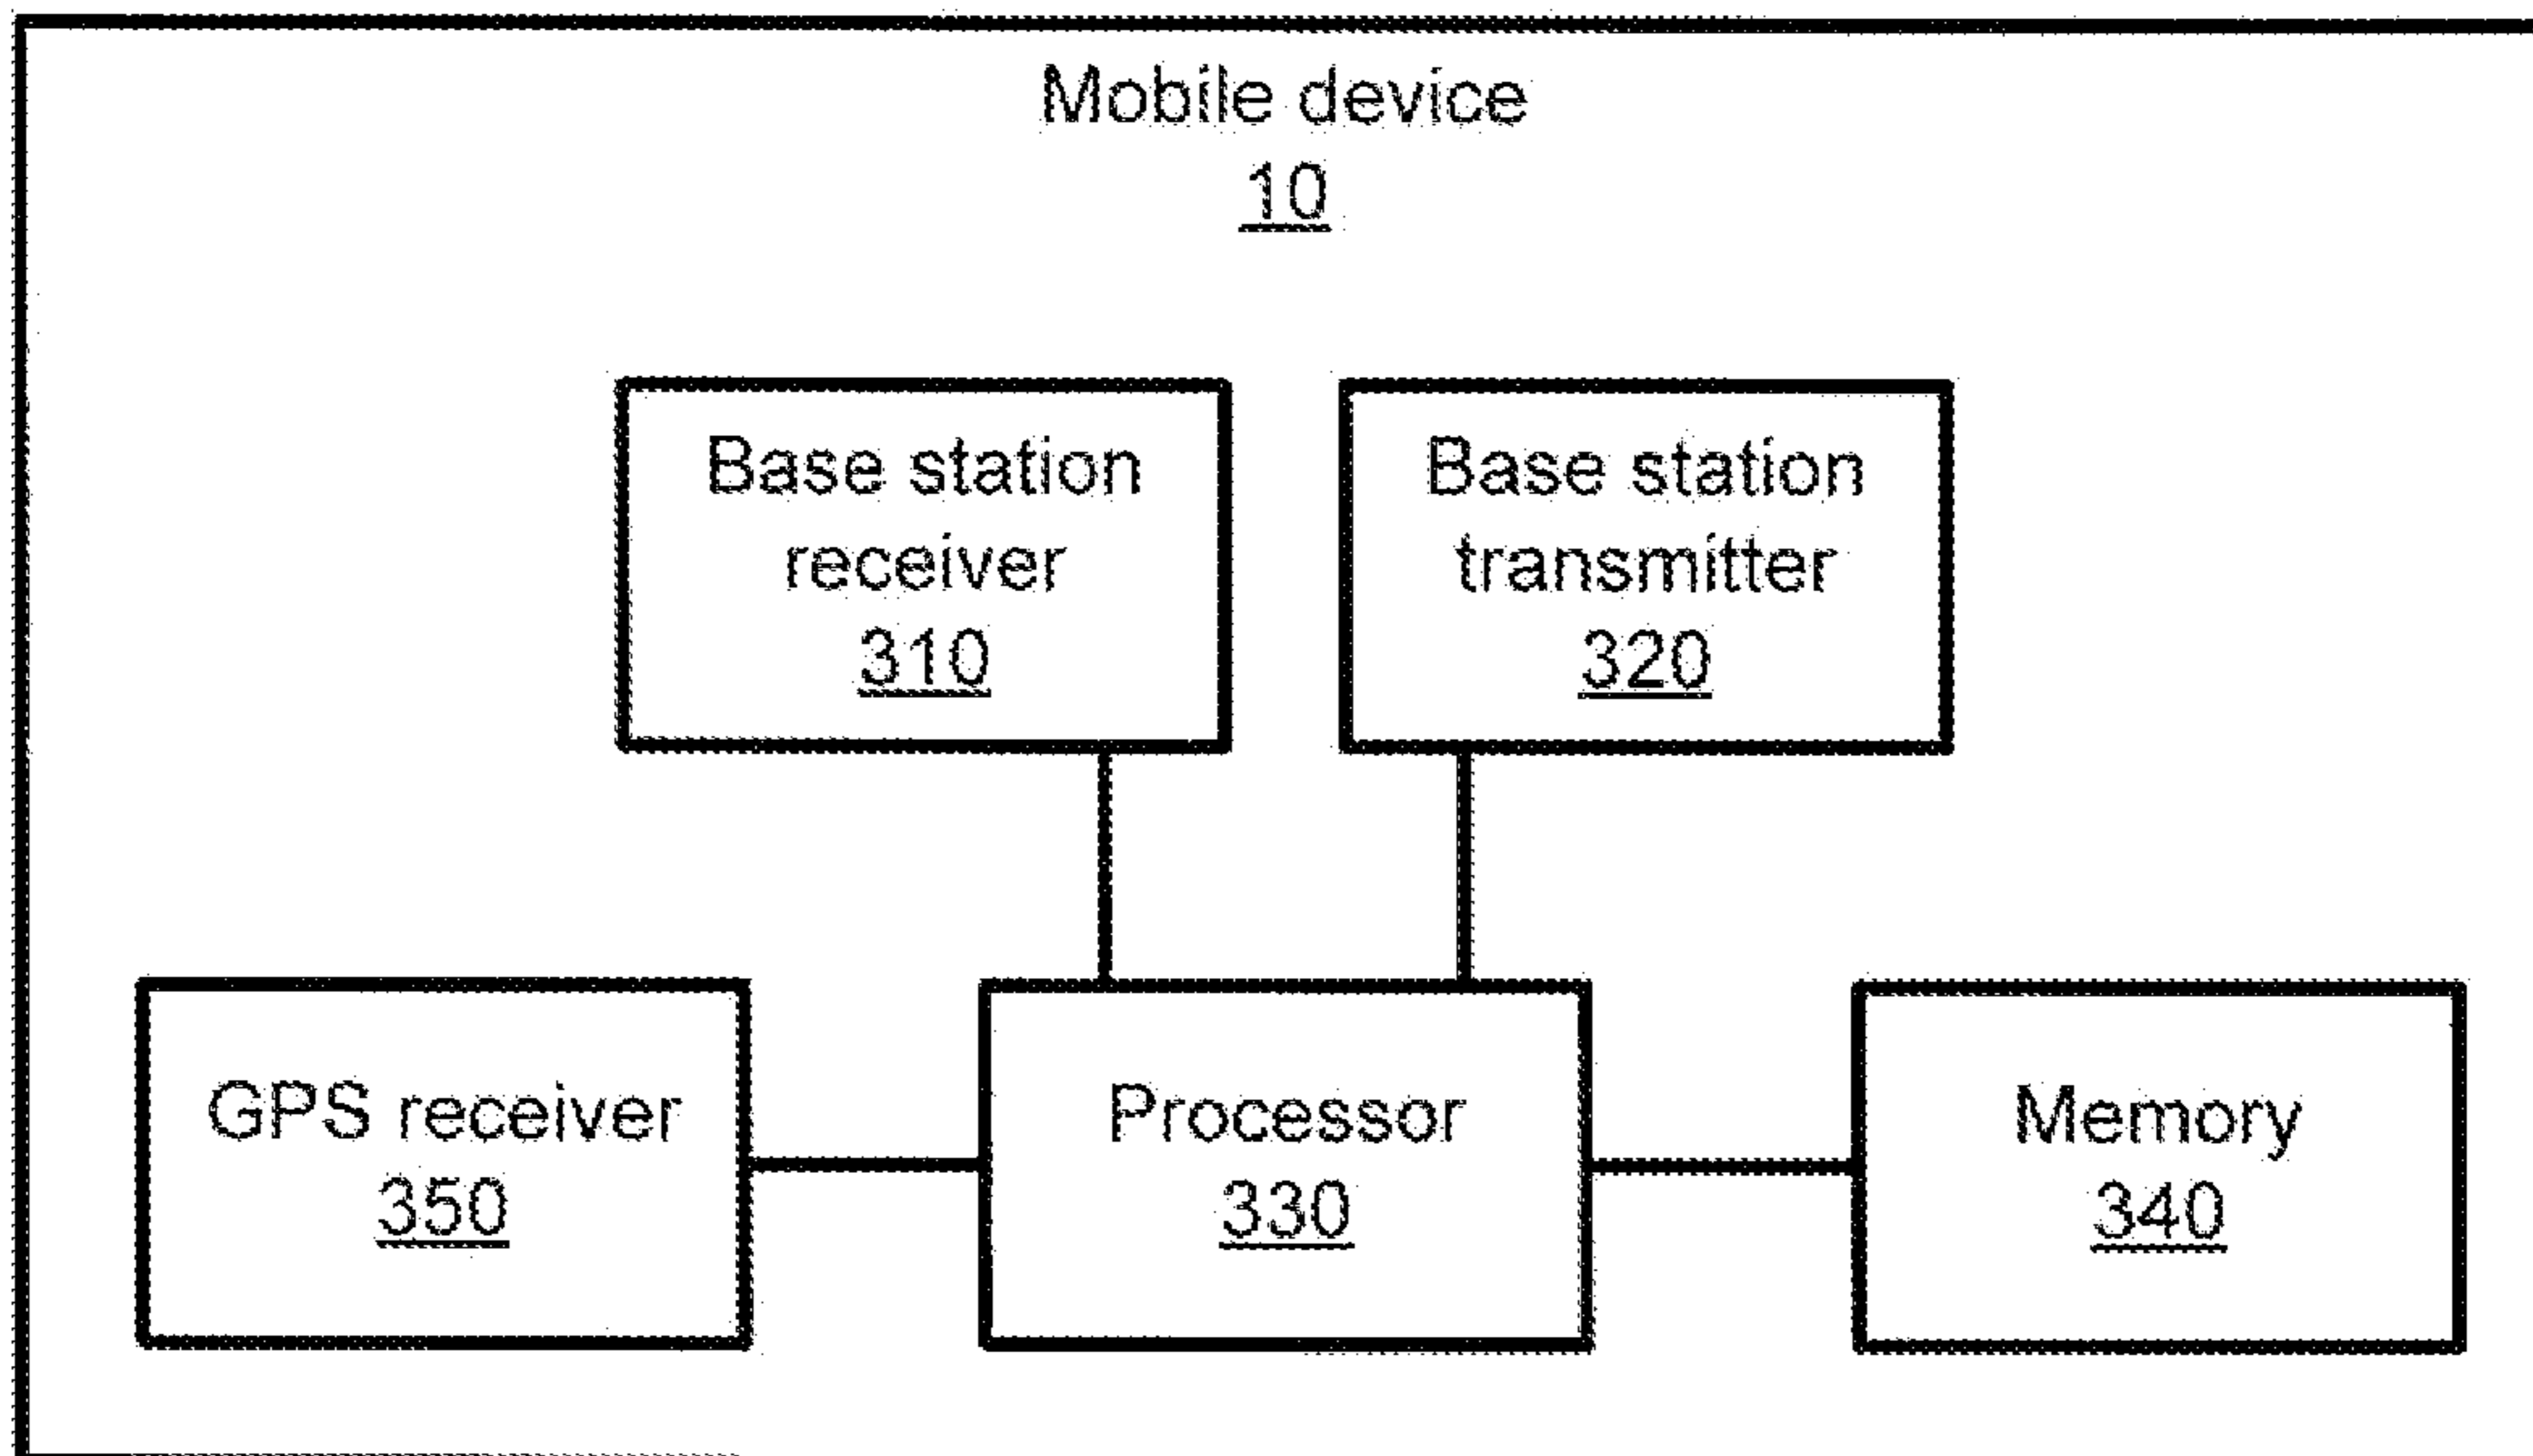 Mobile device
10
Base station
receiver
310
Base station
transmitter
320
GPS receiver
350
Processor
330
Memory
340